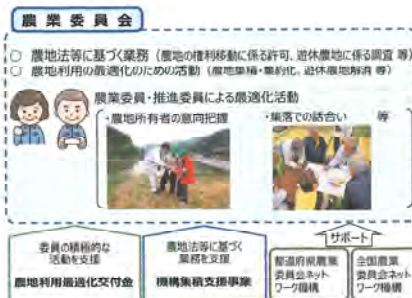 農業委員会
○ 農地法等に基づく業務（農地の権利移動に係る許可、遊休農地に係る調査 等）
○ 農地利用の最適化のための活動（農地集積・集約化、遊休農地解消 等）
農業委員・推進委員による最適化活動
・農地所有者の意向把握
・集落での話合い 等
委員の積極的な
活動を支援
農地利用最適化交付金
農地法等に基づく
業務を支援
機構集積支援事業
サポート
都道府県農業
委員会ネット
ワーク機構
全国農業
委員会ネット
ワーク機構